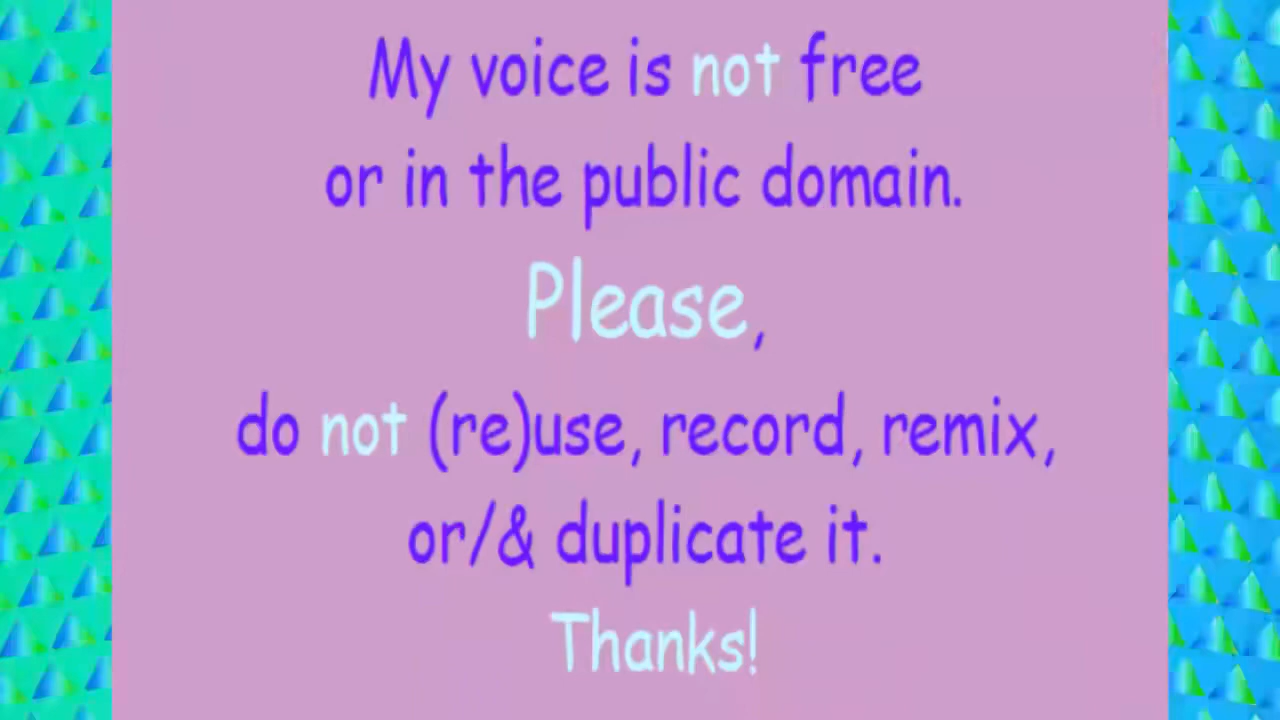 My voice is not free
or in the public domain.
Please,
do not (re)use, record, remix,
or/& duplicate it.
Thanks!